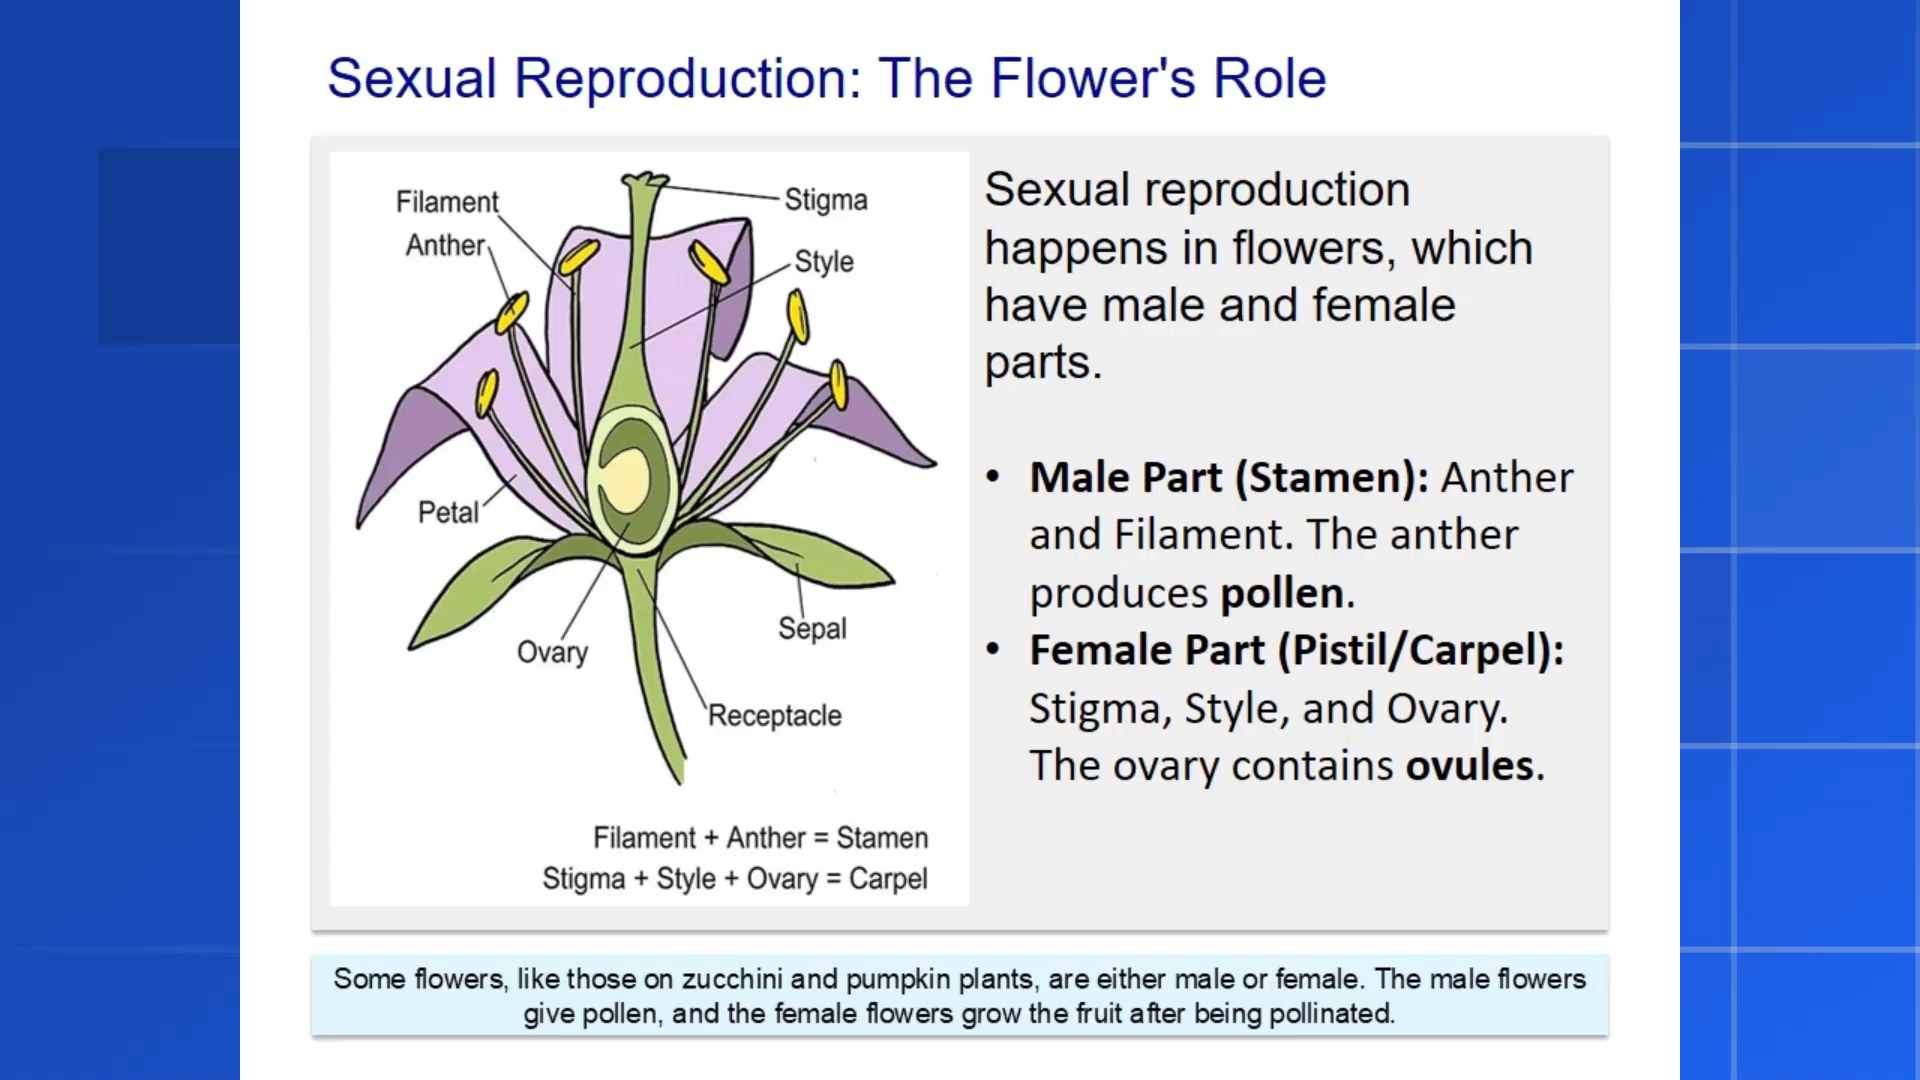 Sexual Reproduction: The Flower's Role
Filament
Anther
Stigma
Style
Petal
Ovary
Sepal
Receptacle
Filament + Anther = Stamen
Stigma + Style + Ovary = Carpel
Sexual reproduction
happens in flowers, which
have male and female
parts.
• Male Part (Stamen): Anther
and Filament. The anther
produces pollen.
• Female Part (Pistil/Carpel):
Stigma, Style, and Ovary.
The ovary contains ovules.
Some flowers, like those on zucchini and pumpkin plants, are either male or female. The male flowers
give pollen, and the female flowers grow the fruit after being pollinated.